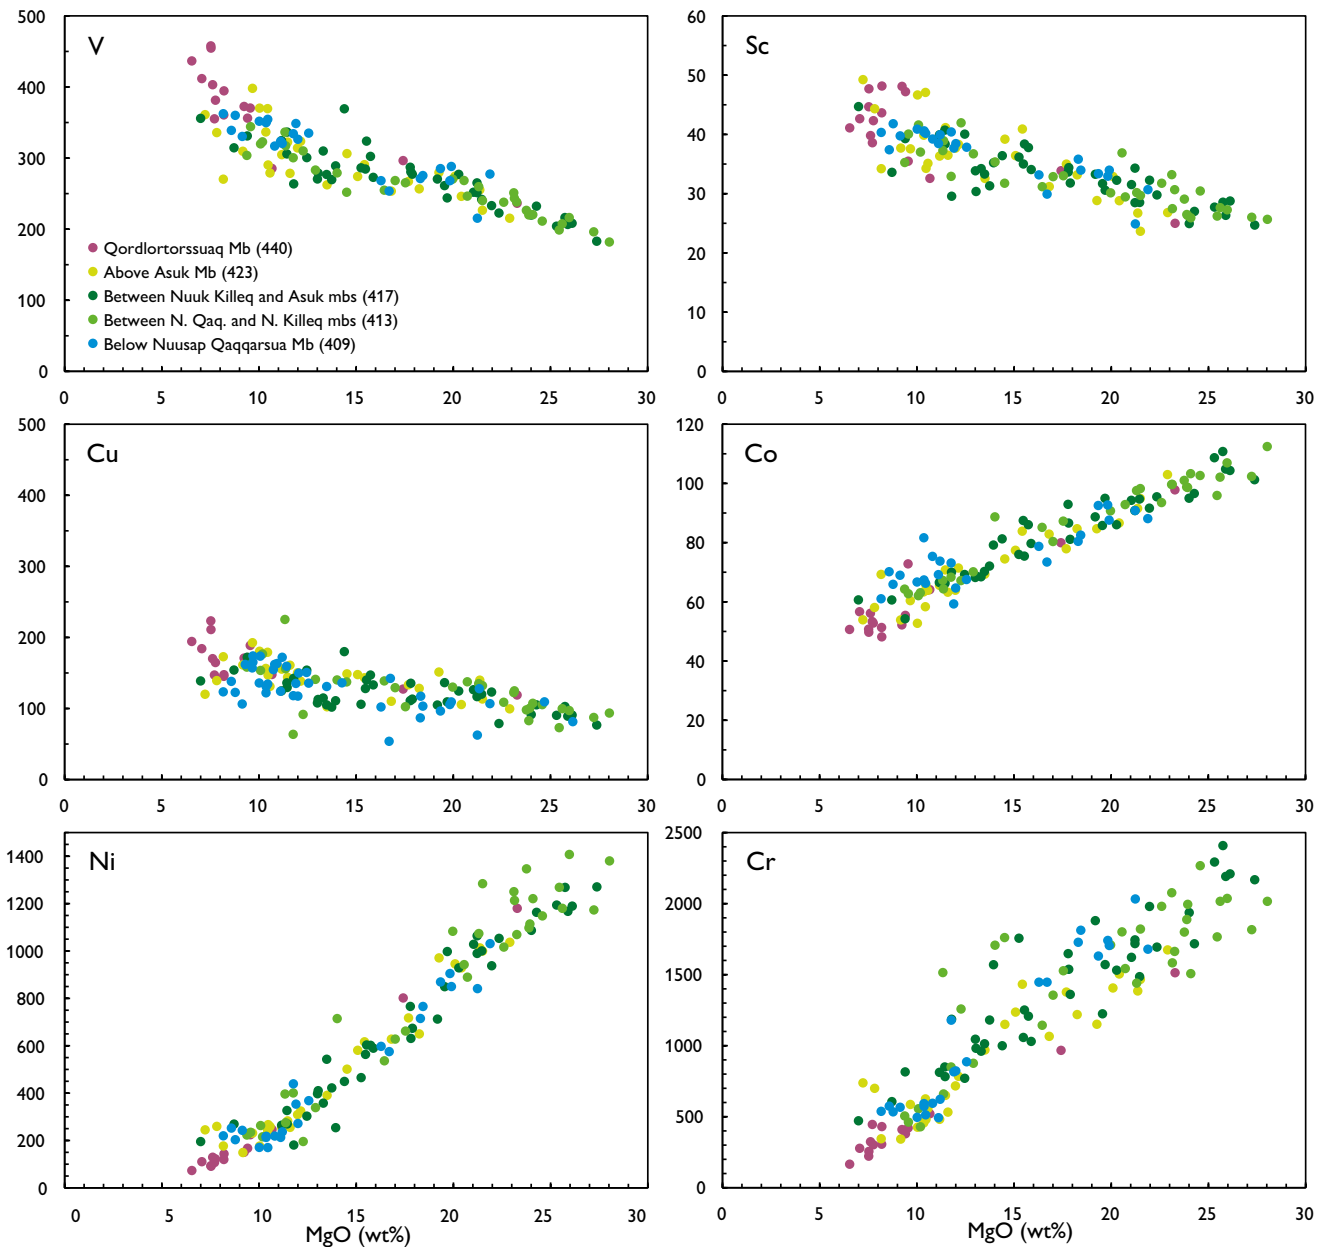 V
500
400
300
200
100
0
0 5 10 15 20 25 30
Qordlortorssuaq Mb (440)
Above Asuk Mb (423)
Between Nuuk Killeq and Asuk mbs (417)
Between N. Qaq. and N. Killeq mbs (413)
Below Nuusap Qaqqarsua Mb (409)
Sc
60
50
40
30
20
10
0
0 5 10 15 20 25 30
Cu
500
400
300
200
100
0
0 5 10 15 20 25 30
Co
120
100
80
60
40
20
0
0 5 10 15 20 25 30
Ni
1400
1200
1000
800
600
400
200
0
0 5 10 15 20 25 30
MgO (wt%)
Cr
2500
2000
1500
1000
500
0
0 5 10 15 20 25 30
MgO (wt%)